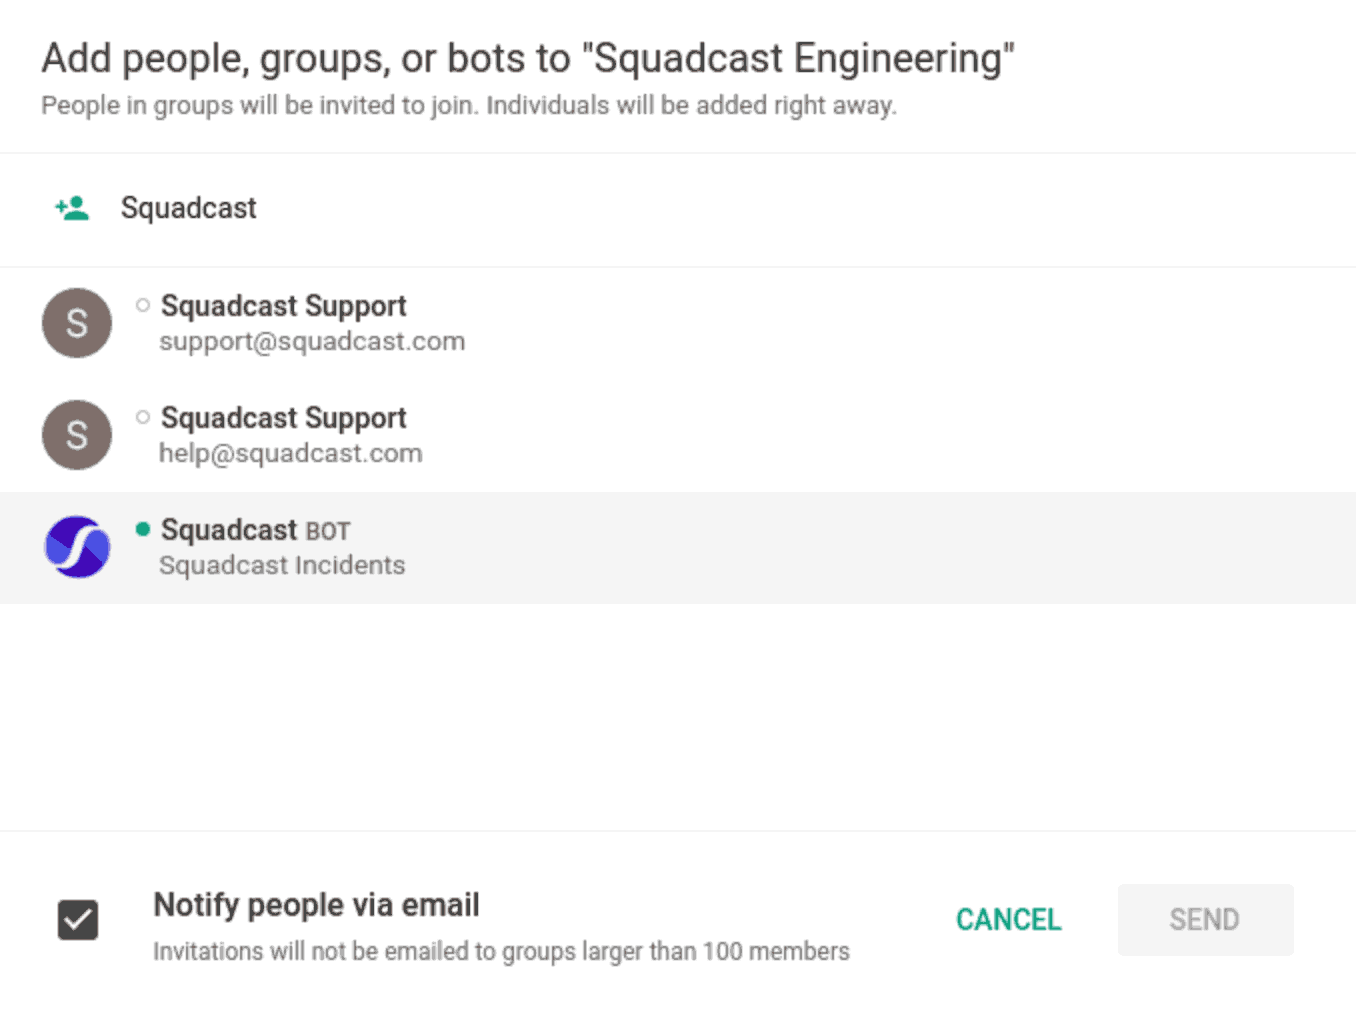 Add people, groups, or bots to "Squadcast Engineering"
People in groups will be invited to join. Individuals will be added right away.
Squadcast
S
Squadcast Support
support@squadcast.com
S
Squadcast Support
help@squadcast.com
Squadcast BOT
Squadcast Incidents
Notify people via email
Invitations will not be emailed to groups larger than 100 members
CANCEL
SEND